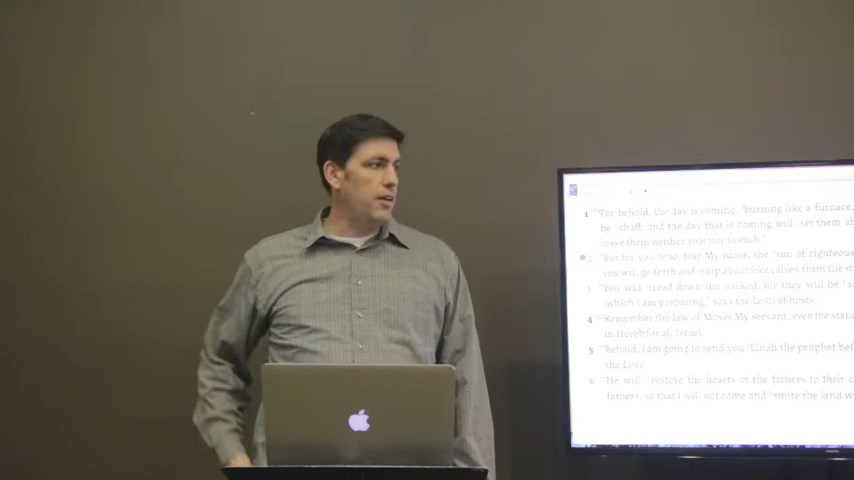 1 "For behold, the day is coming, burning like a furnace;
be chaff; and the day that is coming will set them
leave them neither root nor branch."
2 "But for you who fear My name, the sun of
you will go forth and skip about like calves from the
3 "You will tread down the wicked, for they will be
which I am preparing," says the LORD of hosts.
4 "Remember the law of Moses My servant, even the
in Horeb for all Israel.
5 "Behold, I am going to send you Elijah the prophet
the LORD.
6 "He will restore the hearts of the fathers to their
fathers, so that I will not come and smite the land